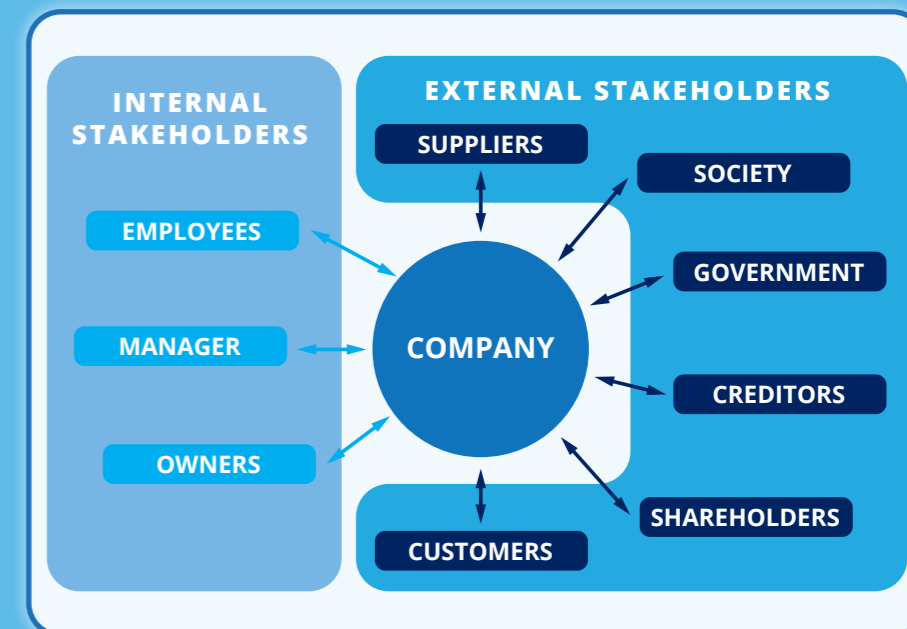 INTERNAL
STAKEHOLDERS
EMPLOYEES
MANAGER
OWNERS
COMPANY
EXTERNAL STAKEHOLDERS
SUPPLIERS
SOCIETY
GOVERNMENT
CREDITORS
SHAREHOLDERS
CUSTOMERS